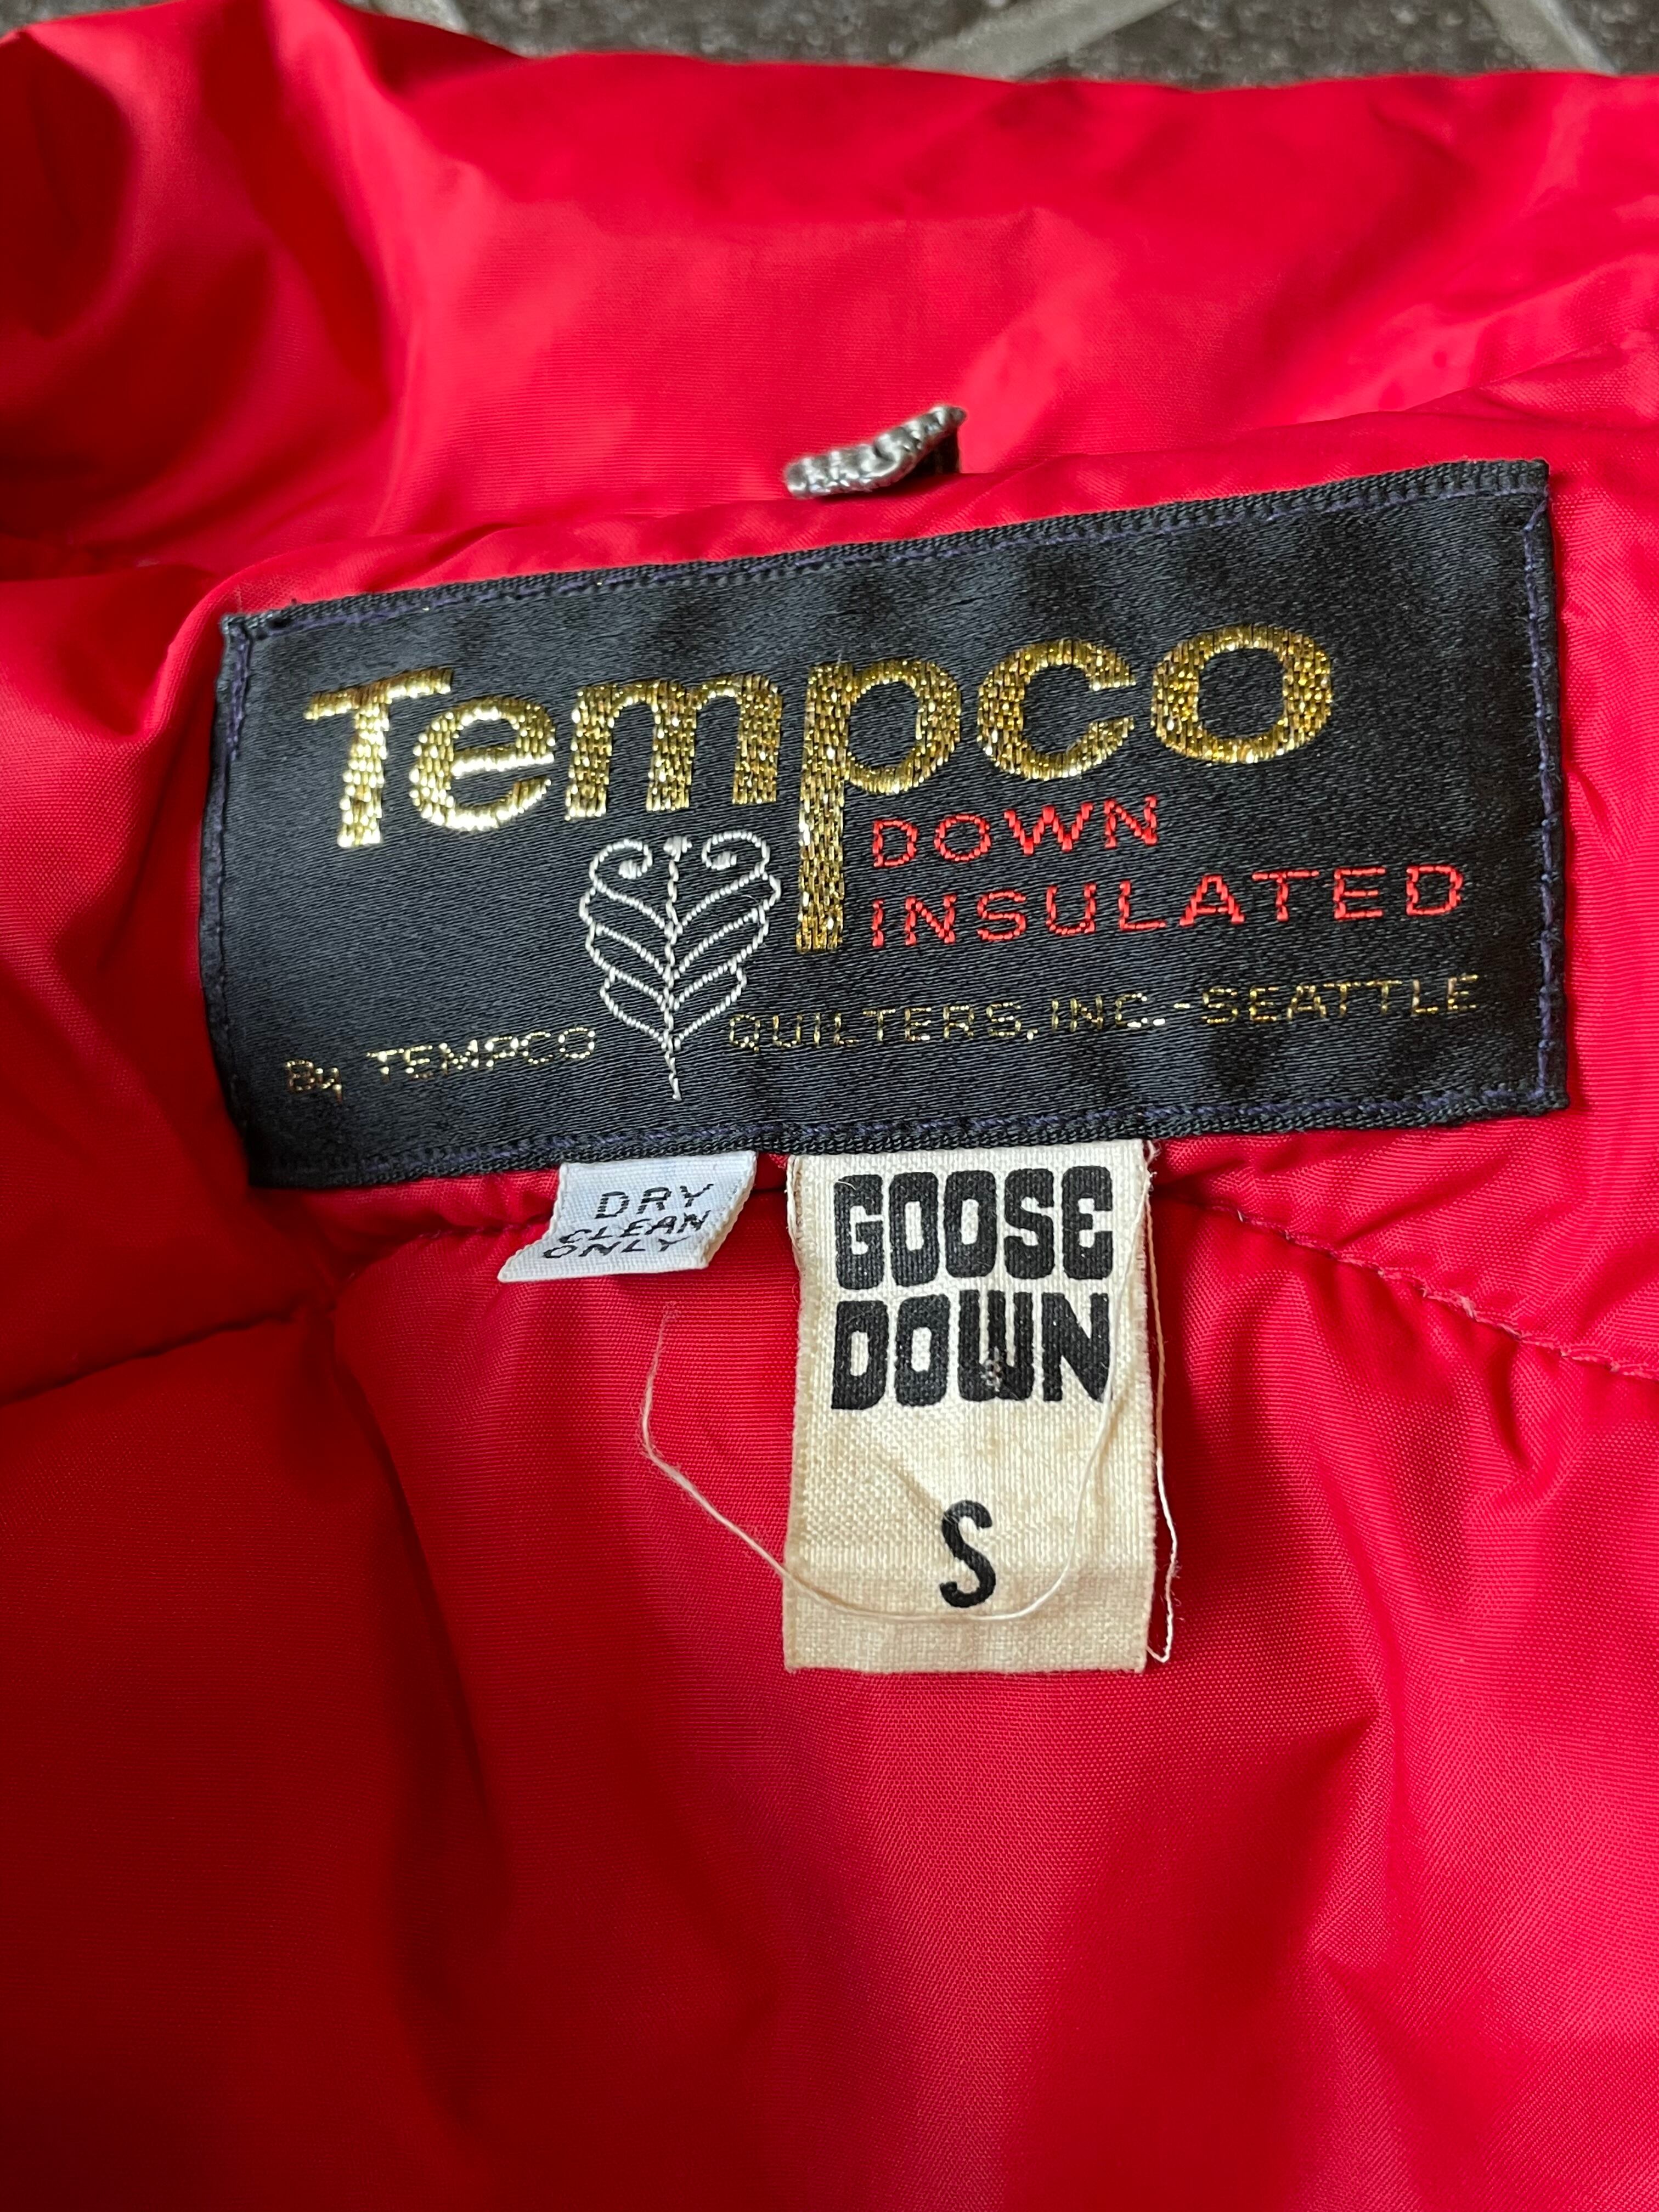 Tempco
DOWN
INSULATED
By TEMPCO QUILTERS, INC.-SEATTLE
DRY
CLEAN
ONLY
GOOSE
DOWN
S